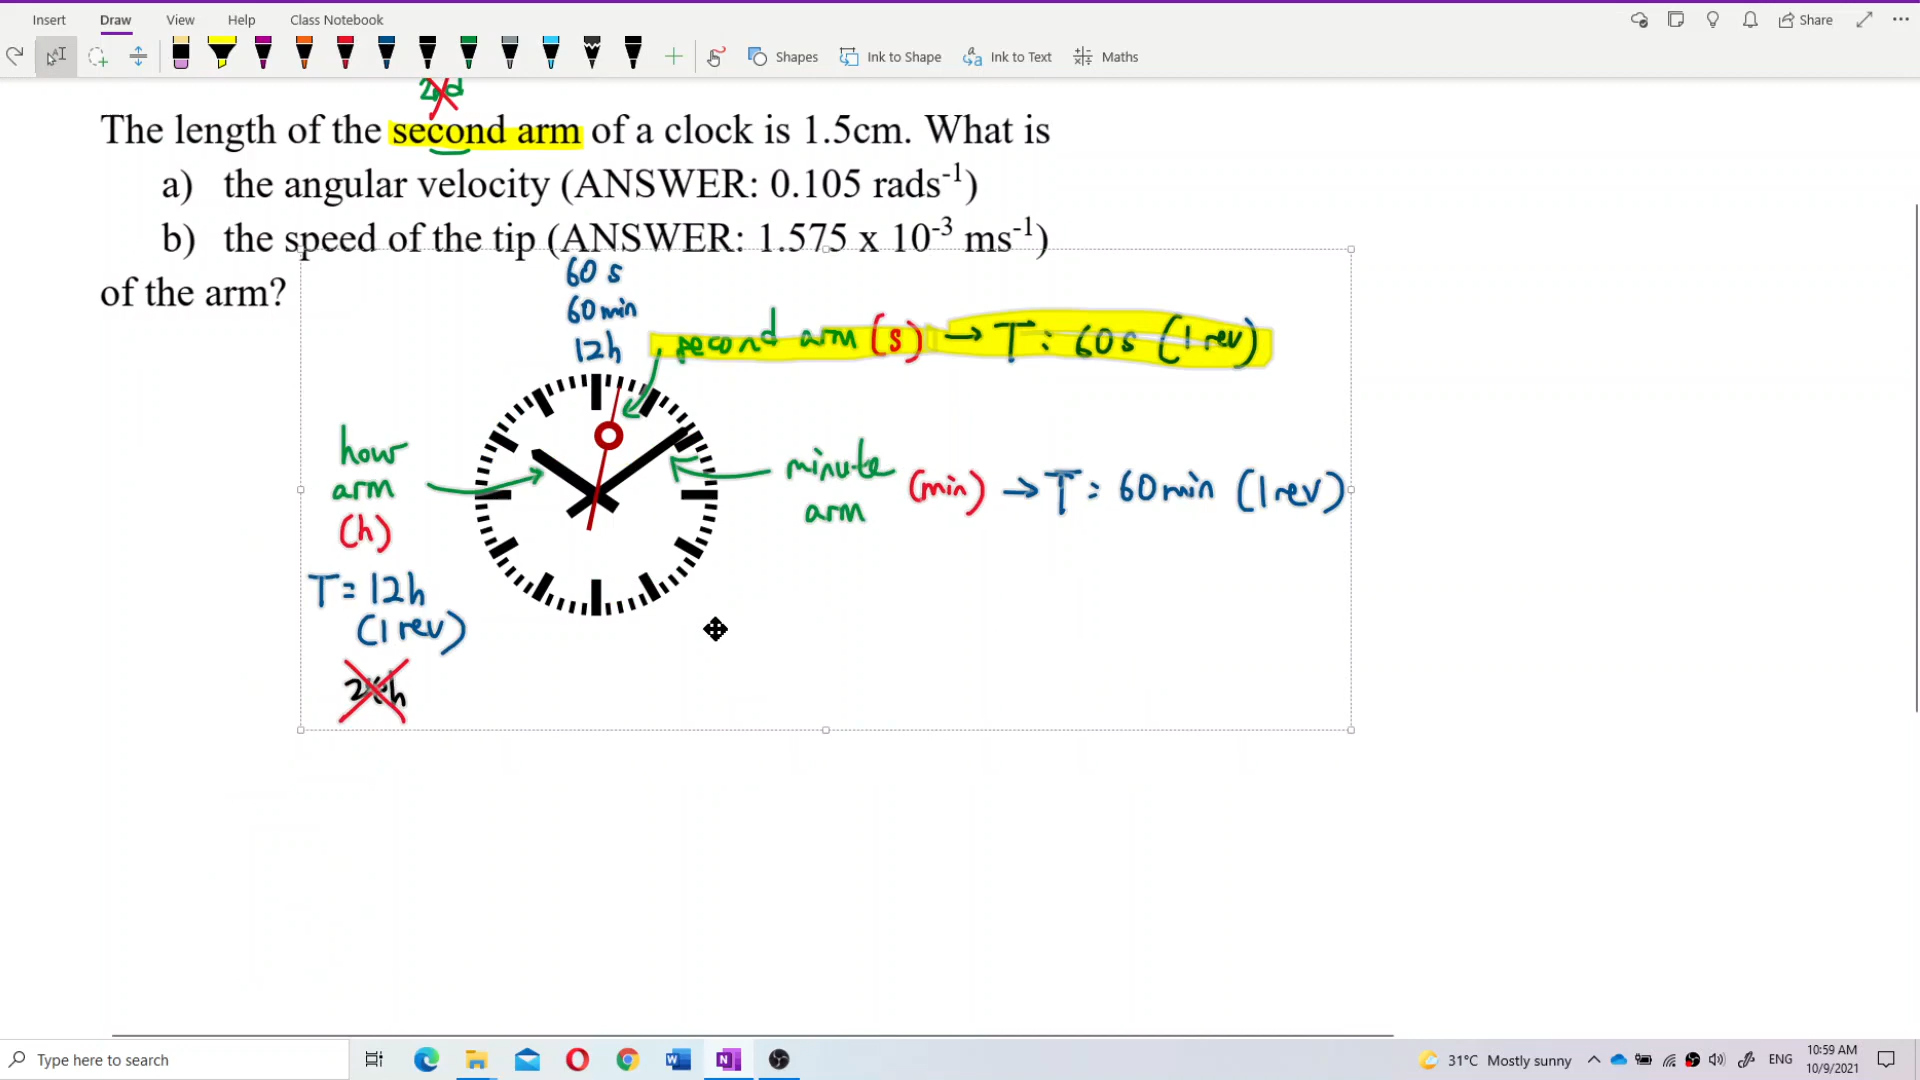 Insert Draw View Help Class Notebook Share
Shapes Ink to Shape Ink to Text Maths
2nd
The length of the second arm of a clock is 1.5cm. What is
a) the angular velocity (ANSWER: 0.105 rads⁻¹)
b) the speed of the tip (ANSWER: 1.575 x 10⁻³ ms⁻¹)
of the arm?
60 s
60 min
12h
second arm (s) → T : 60s (1 rev)
hour
arm
(h)
minute
arm
(min) → T : 60min (1 rev)
T = 12h
(1 rev)
24h
Type here to search
31°C Mostly sunny
ENG
10:59 AM
10/9/2021